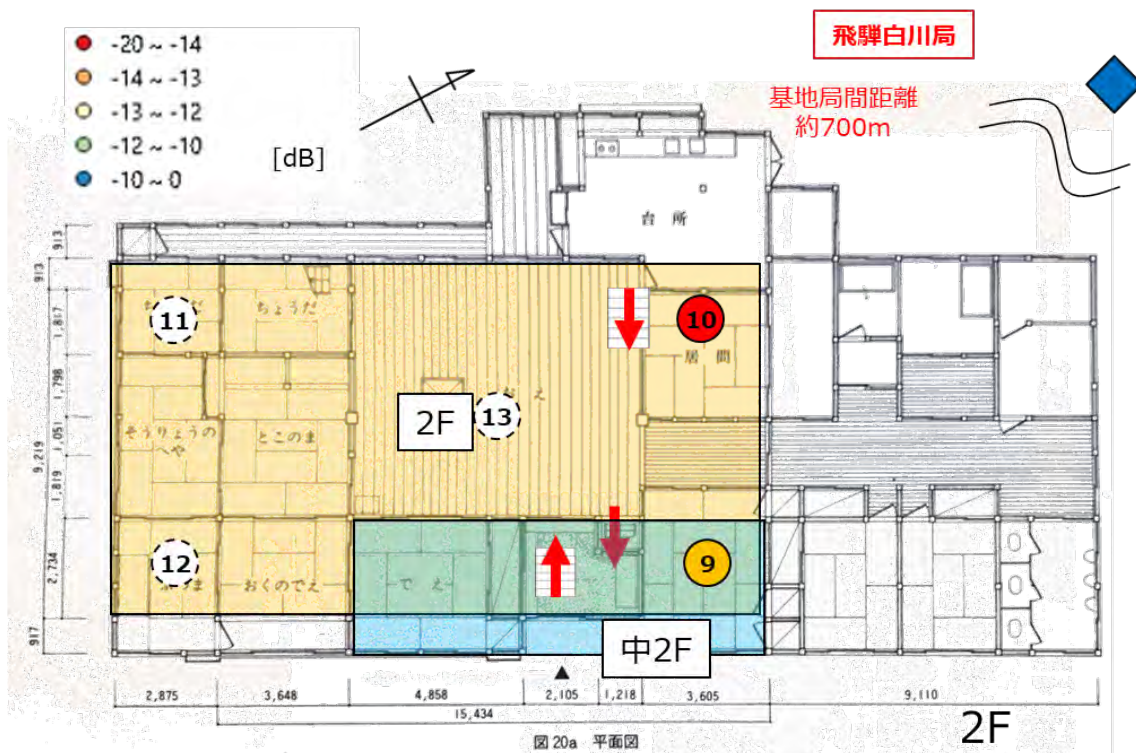 -20 ~ -14
-14 ~ -13
-13 ~ -12
-12 ~ -10
-10 ~ 0
[dB]
飛騨白川局
基地局間距離
約700m
台所
913
913
1,817
1,798
1,051
1,819
9,219
2,734
917
11
ちょうだ
10
居間
2F
13
そうりょうの
へや
とこのま
12
おくのでえ
でえ
9
中2F
2,875
3,648
4,858
2,105
1,218
3,605
9,110
15,434
2F
図 20a 平面図